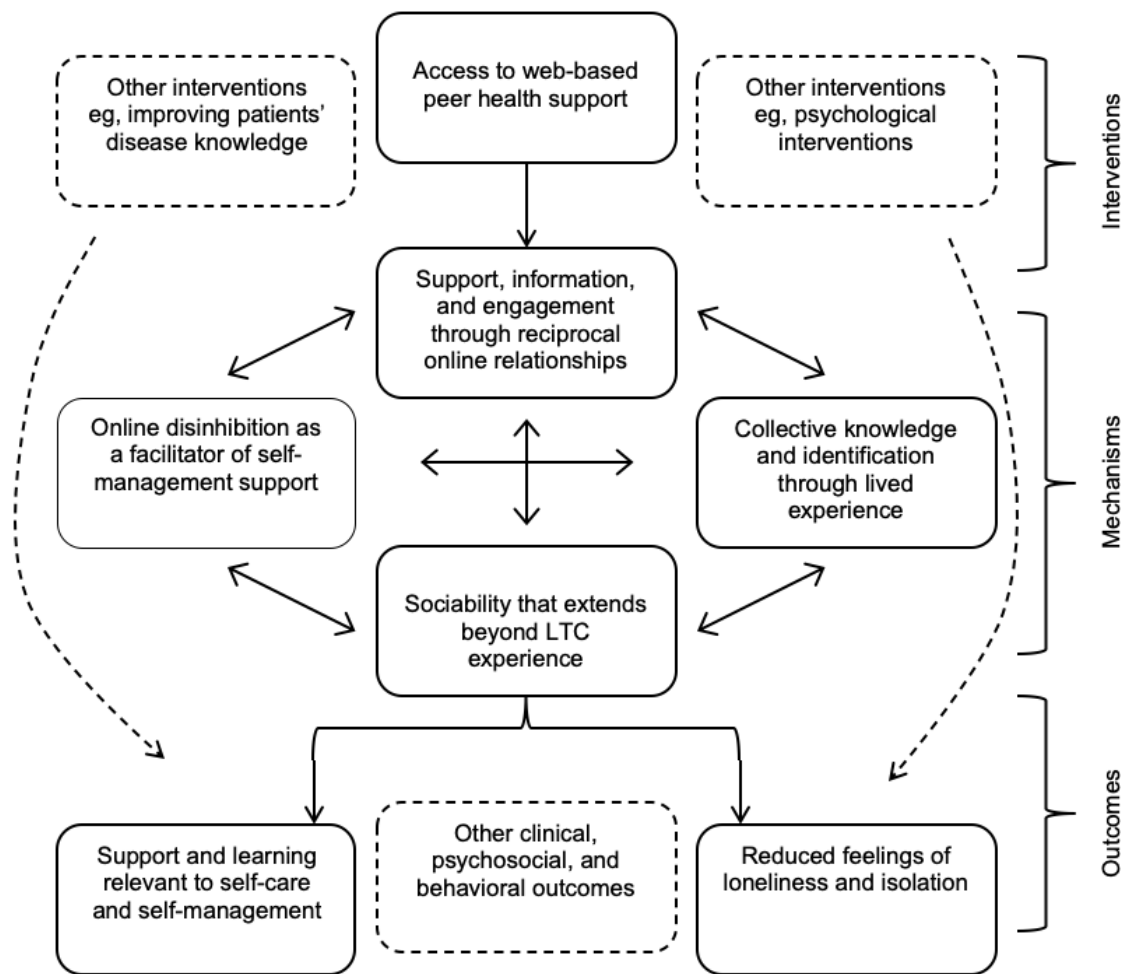 Access to web-based
peer health support
Other interventions
eg, improving patients'
disease knowledge
Other interventions
eg, psychological
interventions
Interventions
Support, information,
and engagement
through reciprocal
online relationships
Online disinhibition as
a facilitator of self-
management support
Collective knowledge
and identification
through lived
experience
Mechanisms
Sociability that extends
beyond LTC
experience
Support and learning
relevant to self-care
and self-management
Other clinical,
psychosocial, and
behavioral outcomes
Reduced feelings of
loneliness and isolation
Outcomes